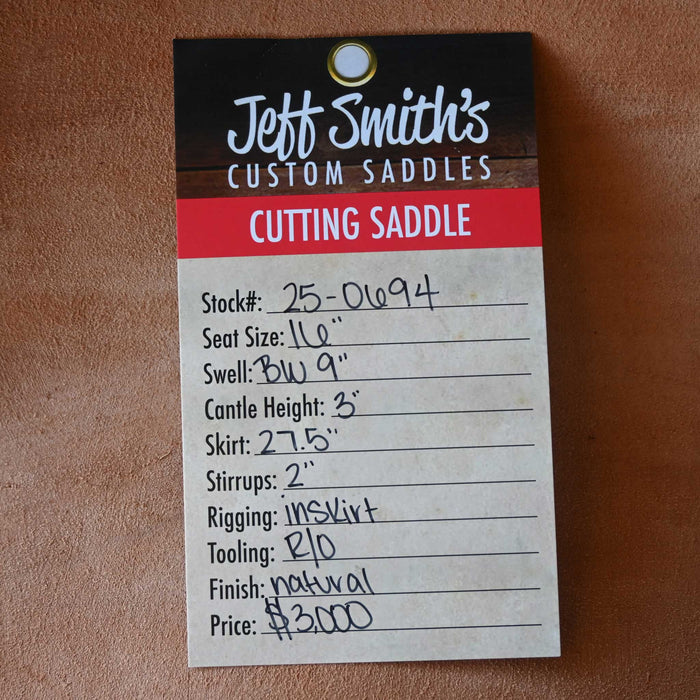 Jeff Smith's
CUSTOM SADDLES
CUTTING SADDLE
Stock#: 25-0694
Seat Size: 16"
Swell: BW 9"
Cantle Height: 3"
Skirt: 27.5"
Stirrups: 2"
Rigging: inskirt
Tooling: R/O
Finish: natural
Price: $3,000